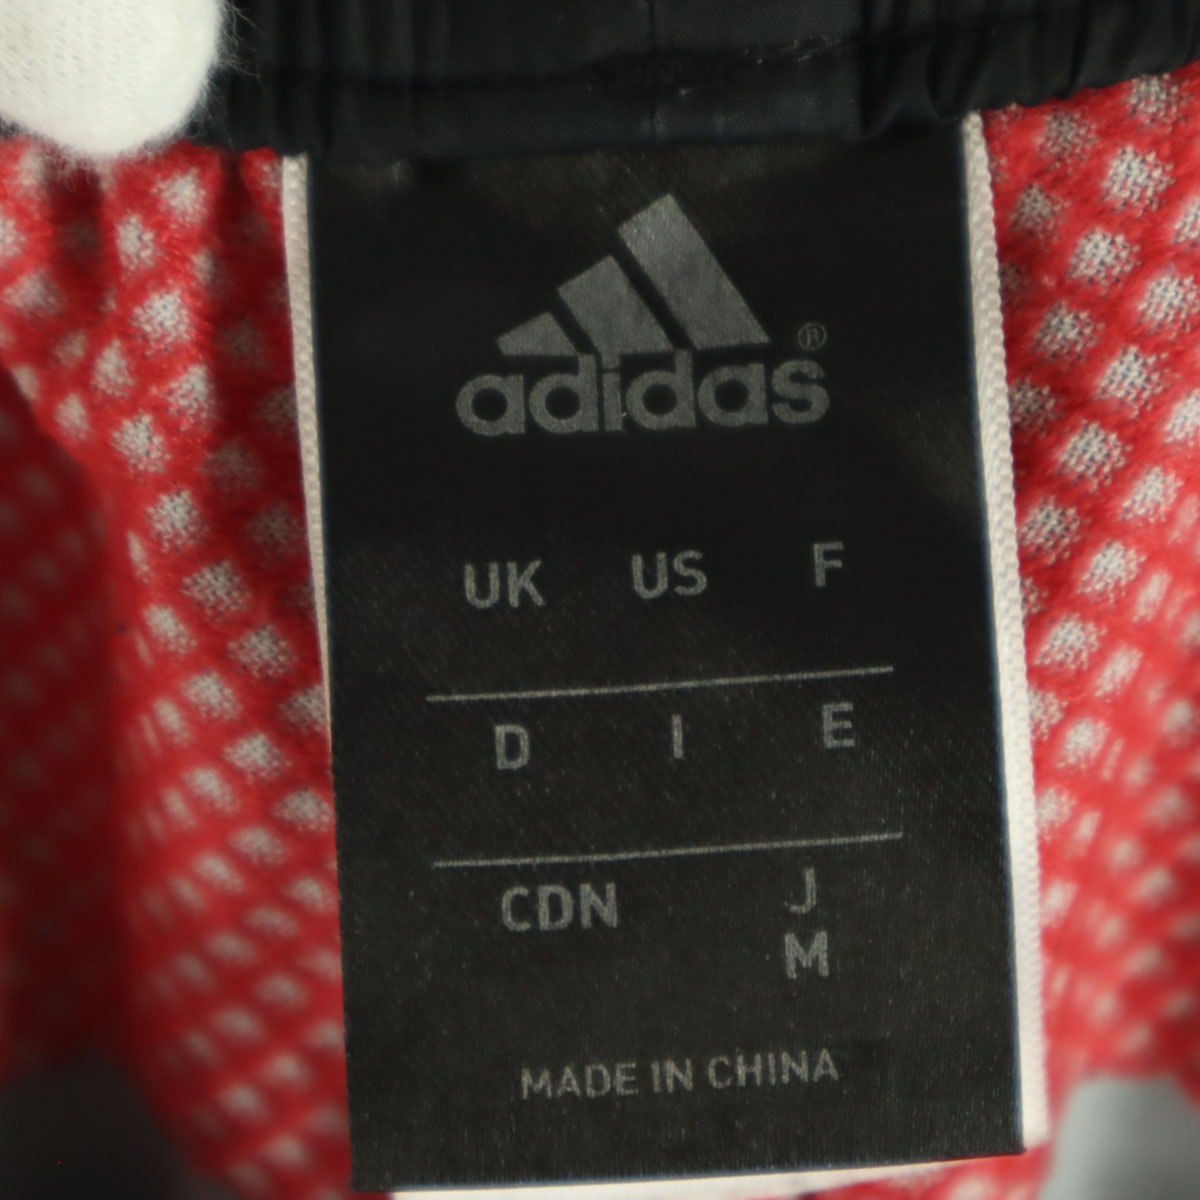 adidas®
UK US F
D I E
CDN J
M
MADE IN CHINA